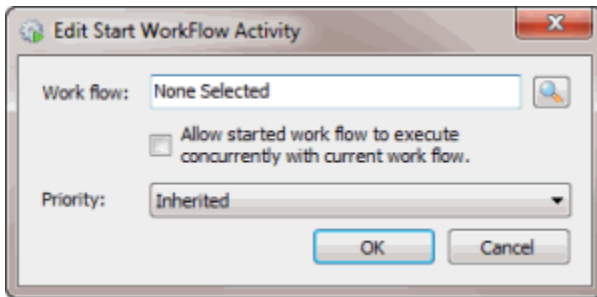 Edit Start WorkFlow Activity
Work flow: None Selected
Allow started work flow to execute
concurrently with current work flow.
Priority: Inherited
OK Cancel